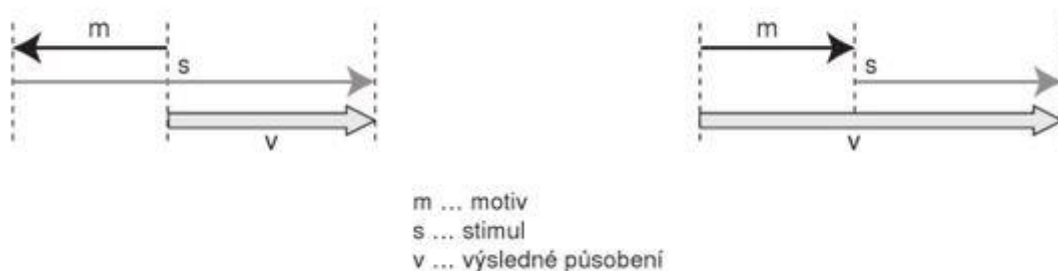 m
s
v
m
s
v
m ... motiv
s ... stimul
v ... výsledné působení